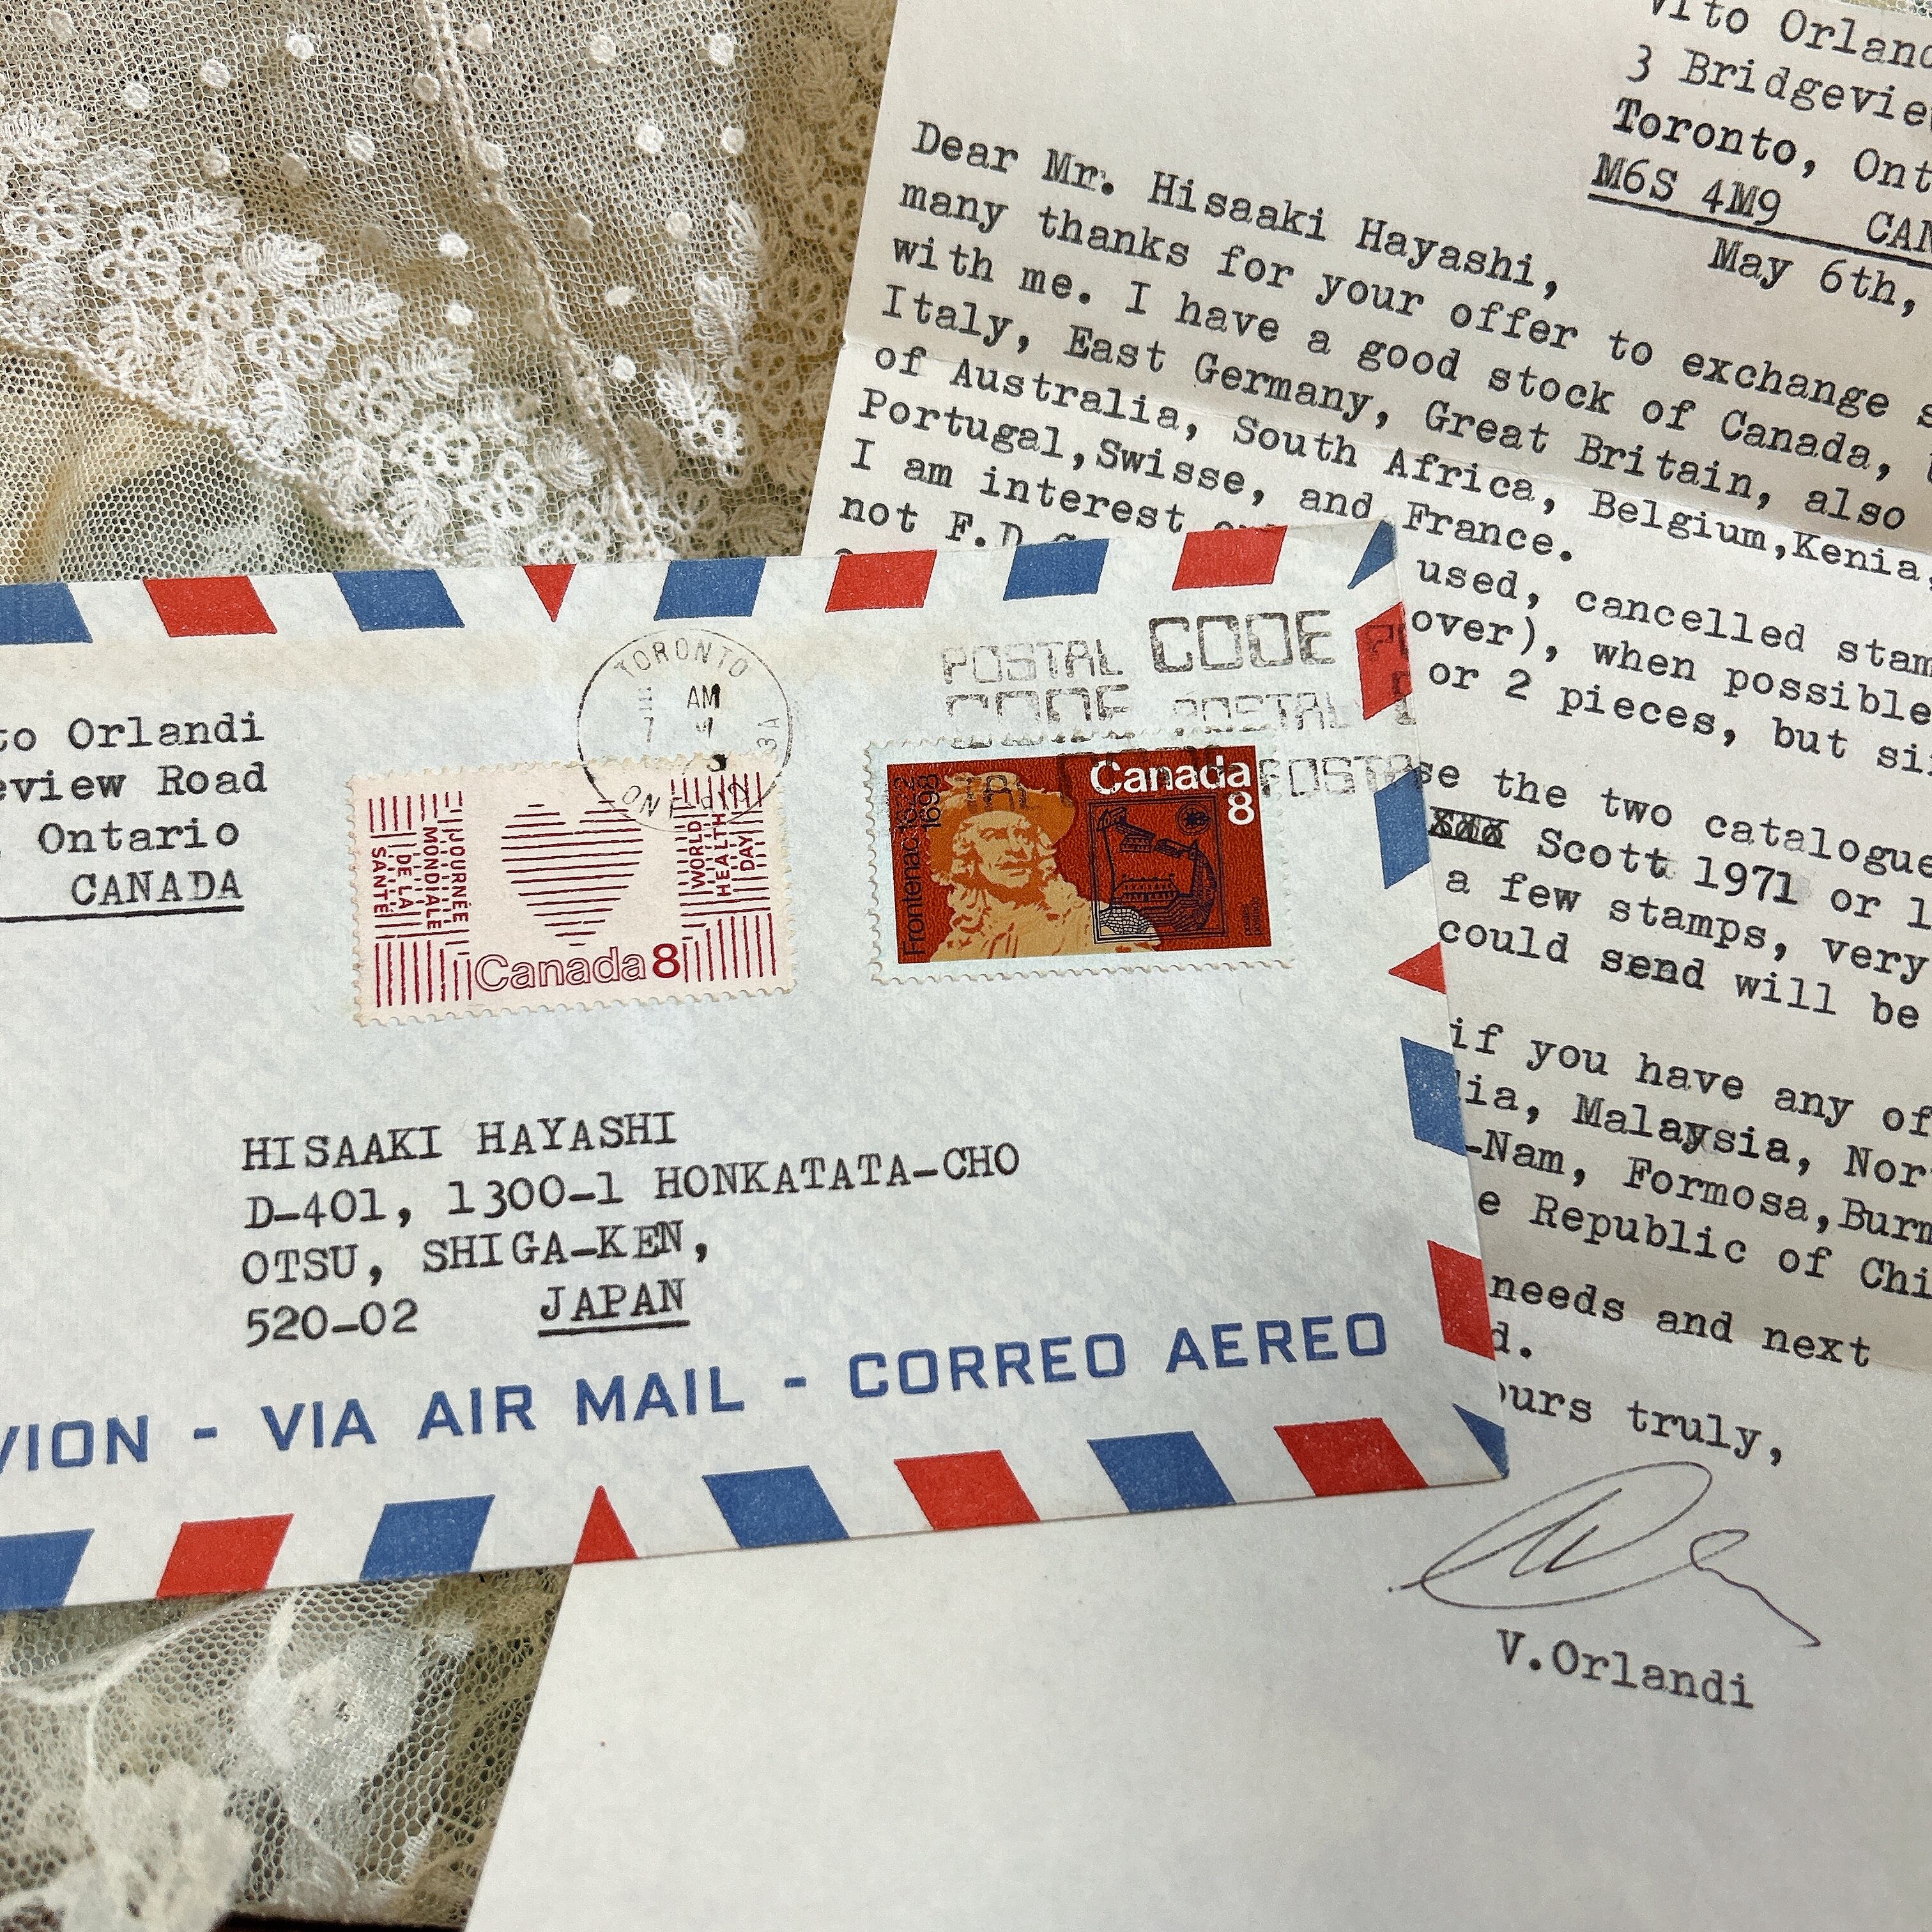 Vito Orland
3 Bridgevie
Toronto, Ont
M6S 4M9 CAN
May 6th,
Dear Mr. Hisaaki Hayashi,
many thanks for your offer to exchange s
with me. I have a good stock of Canada,
Italy, East Germany, Great Britain, also
of Australia, South Africa, Belgium,Kenia,
Portugal,Swisse, and France.
I am interest used, cancelled stam
not F.D.C over), when possible
or 2 pieces, but si
se the two catalogue
Scott 1971 or 1
a few stamps, very
could send will be
if you have any of
lia, Malaysia, Nor
-Nam, Formosa,Burm
e Republic of Chi
needs and next
d.
ours truly,
V.Orlandi
to Orlandi
eview Road
, Ontario
CANADA
TORONTO
AM
ONT
POSTAL CODE
CODE POSTAL
POSTA
JOURNÉE
MONDIALE
DE LA
SANTÉ
WORLD
HEALTH
DAY
Canada 8
Frontenac 1622
1698
Canada
8
HISAAKI HAYASHI
D-401, 1300-1 HONKATATA-CHO
OTSU, SHIGA-KEN,
520-02 JAPAN
VION - VIA AIR MAIL - CORREO AEREO